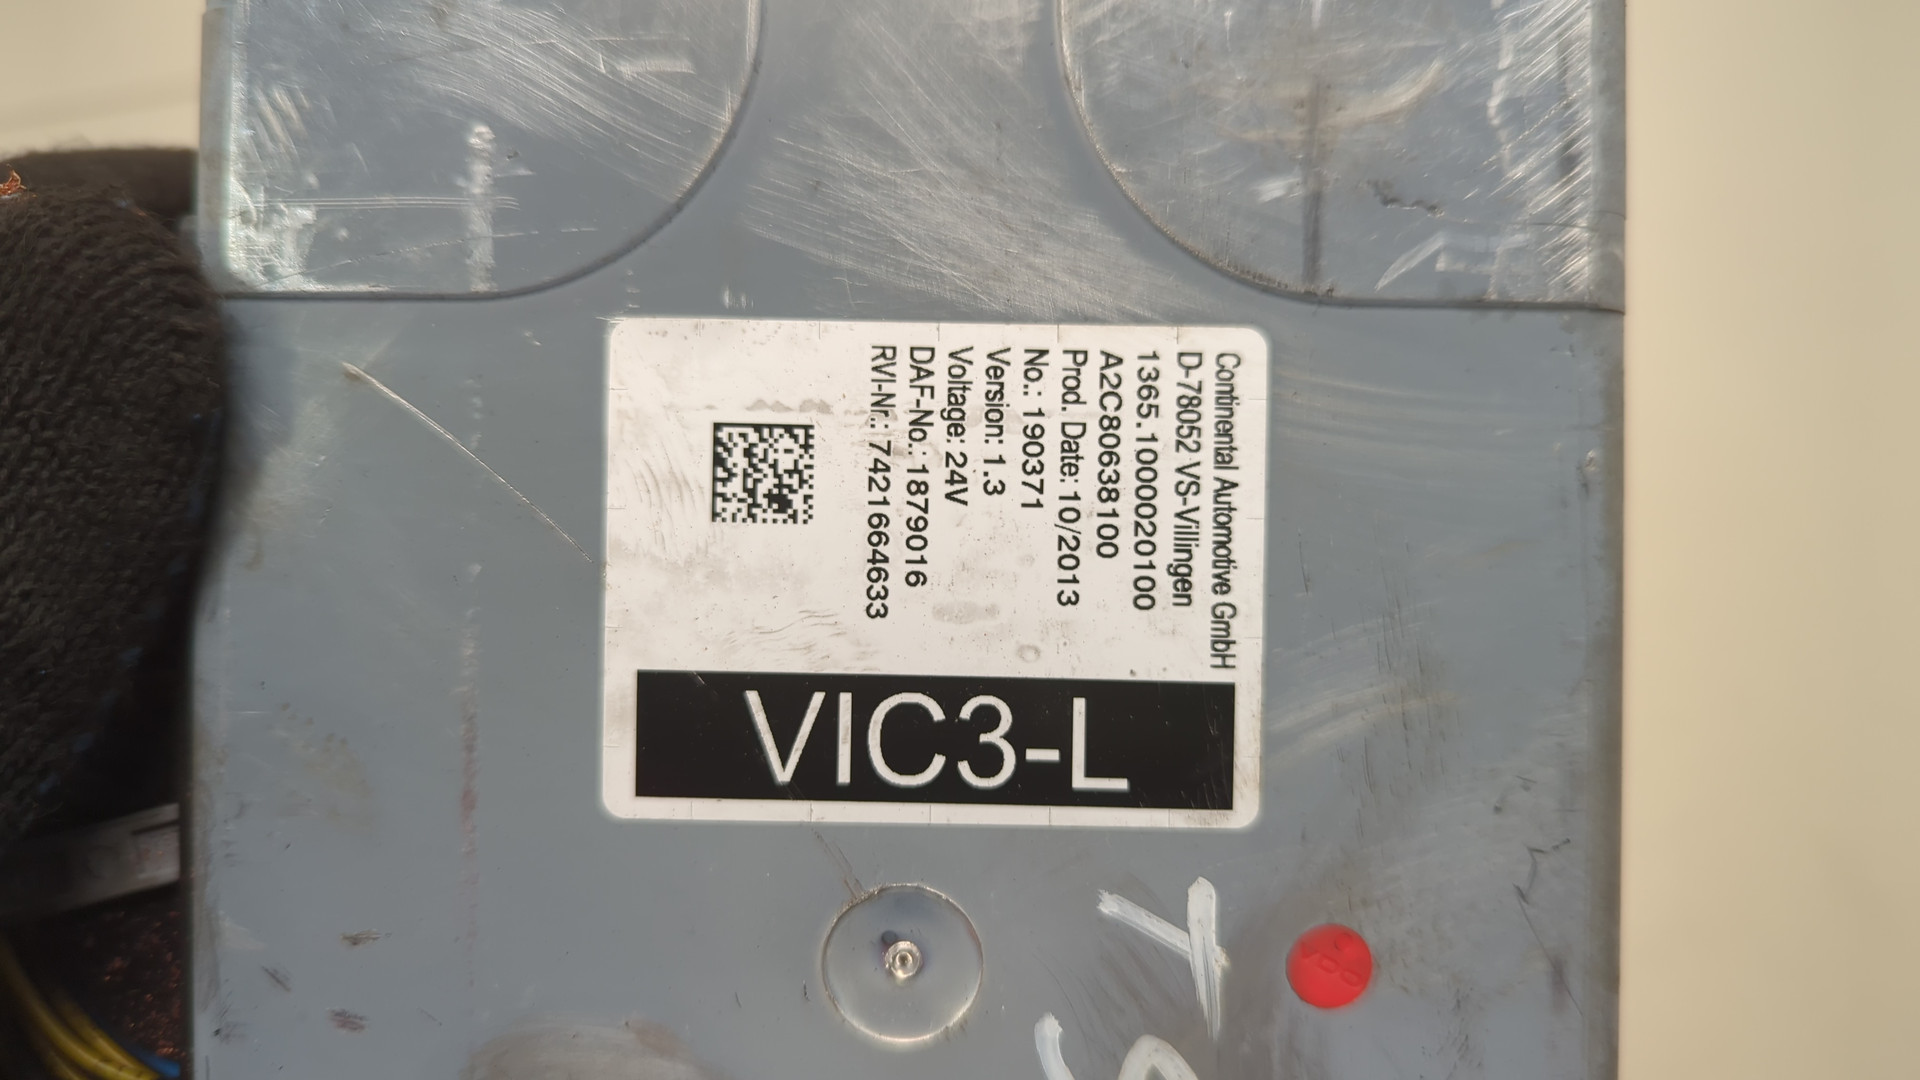 Continental Automotive GmbH
D-78052 VS-Villingen
1365.1000020100
A2C80638100
Prod. Date: 10/2013
No.: 190371
Version: 1.3
Voltage: 24V
DAF-No.: 1879016
RVI-Nr.: 7421664633
VIC3-L